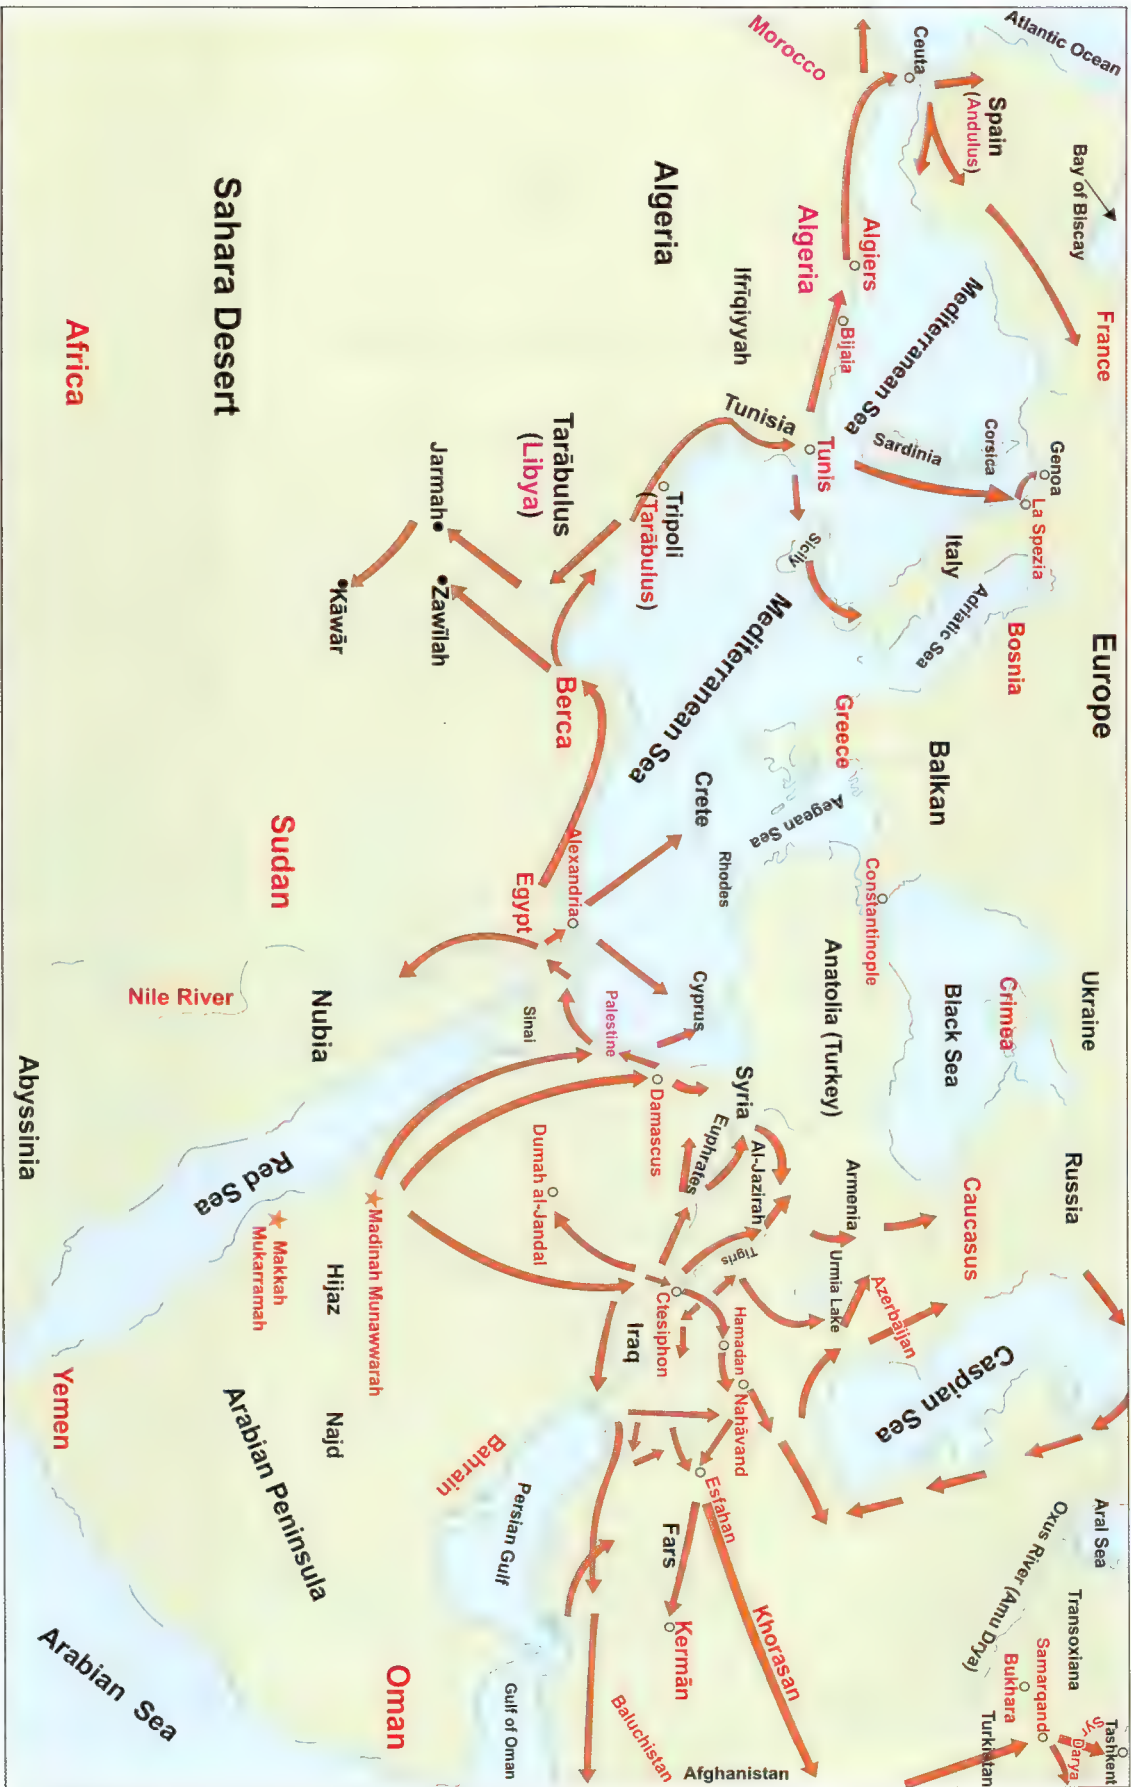 Atlantic Ocean
Bay of Biscay
France
Europe
Ukraine
Russia
Aral Sea
Oxus River (Amu Drya)
Transoxiana
Tashkent
Syr Darya
Samarqand
Bukhara
Turkistan
Ceuta
Spain
(Andulus)
Morocco
Mediterranean Sea
Corsica
Genoa
La Spezia
Sardinia
Italy
Adriatic Sea
Bosnia
Balkan
Greece
Aegean Sea
Constantinople
Black Sea
Crimea
Caucasus
Caspian Sea
Azerbaijan
Armenia
Urmia Lake
Anatolia (Turkey)
Algiers
Algeria
Bijaia
Algeria
Ifrīqiyyah
Tunisia
Tunis
Sicily
Mediterranean Sea
Crete
Rhodes
Cyprus
Syria
Al-Jazirah
Euphrates
Tigris
Hamadan
Nahāvand
Ctesiphon
Iraq
Esfahan
Fars
Kermān
Khorasan
Afghanistan
Baluchistan
Tripoli
(Tarābulus)
Tarābulus
(Libya)
Jarmah
Zawīlah
Kāwār
Berca
Alexandria
Egypt
Palestine
Sinai
Damascus
Dumah al-Jandal
Sahara Desert
Africa
Sudan
Nile River
Nubia
Abyssinia
Red Sea
Madinah Munawwarah
Makkah
Mukarramah
Hijaz
Najd
Arabian Peninsula
Bahrain
Persian Gulf
Gulf of Oman
Oman
Yemen
Arabian Sea